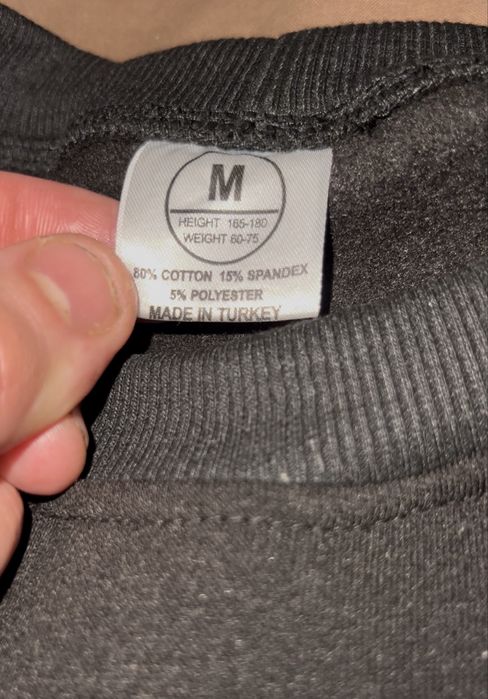 M
HEIGHT 165-180
WEIGHT 60-75
80% COTTON 15% SPANDEX
5% POLYESTER
MADE IN TURKEY